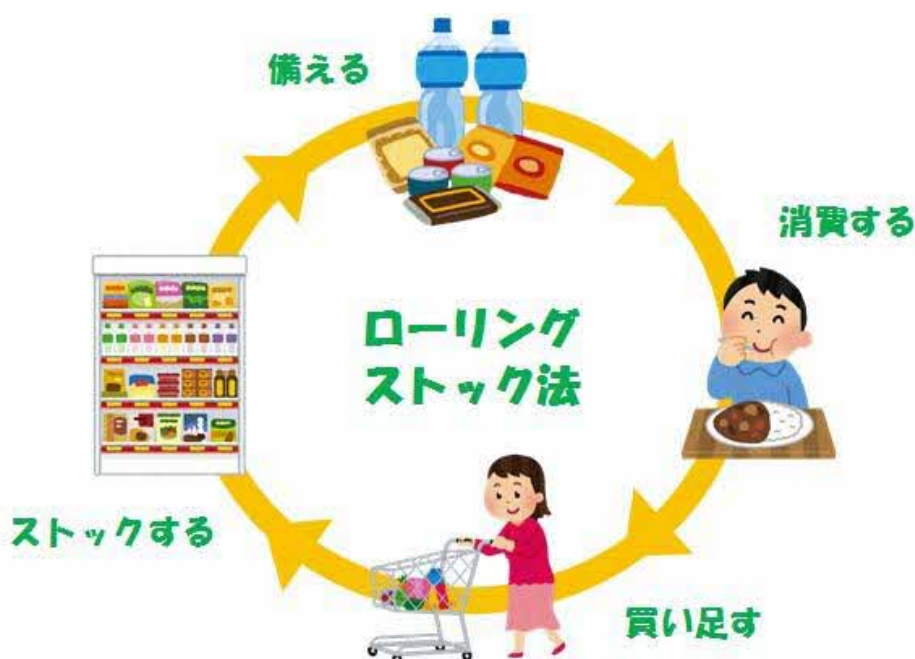 備える
消費する
ローリング
ストック法
ストックする
買い足す